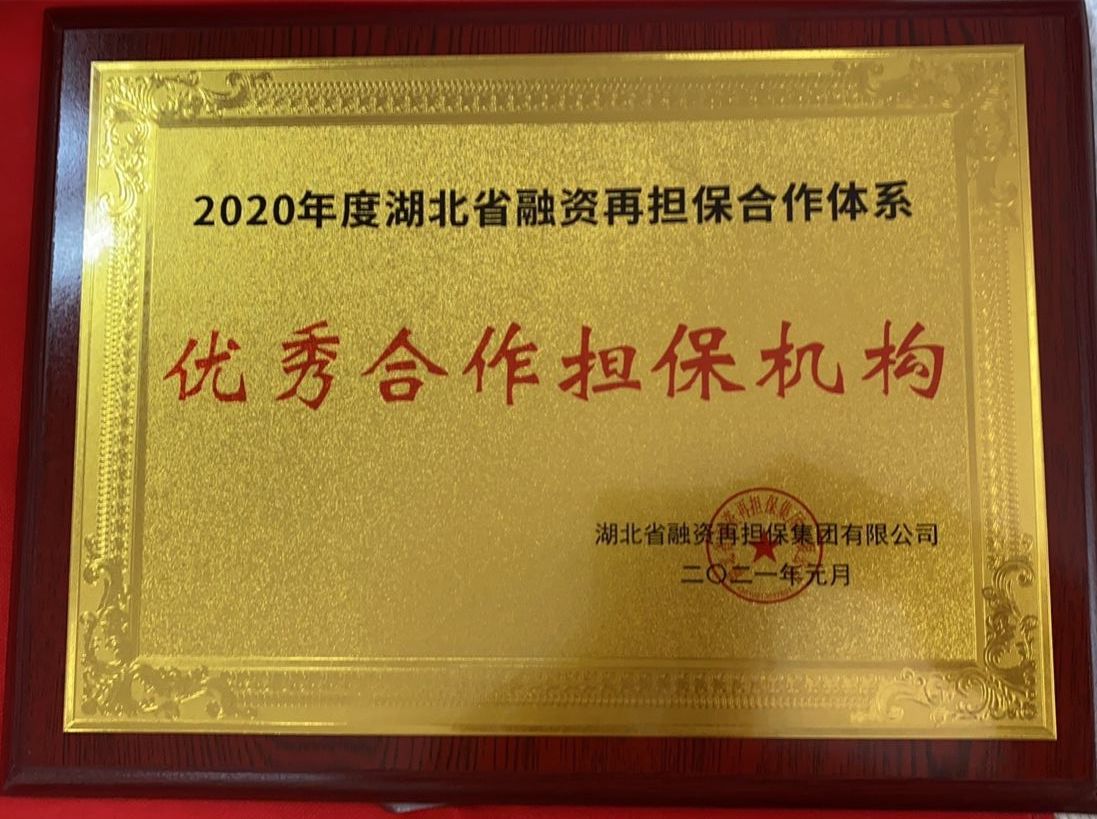 2020年度湖北省融资再担保合作体系
优秀合作担保机构
湖北省融资再担保集团有限公司
二〇二一年元月